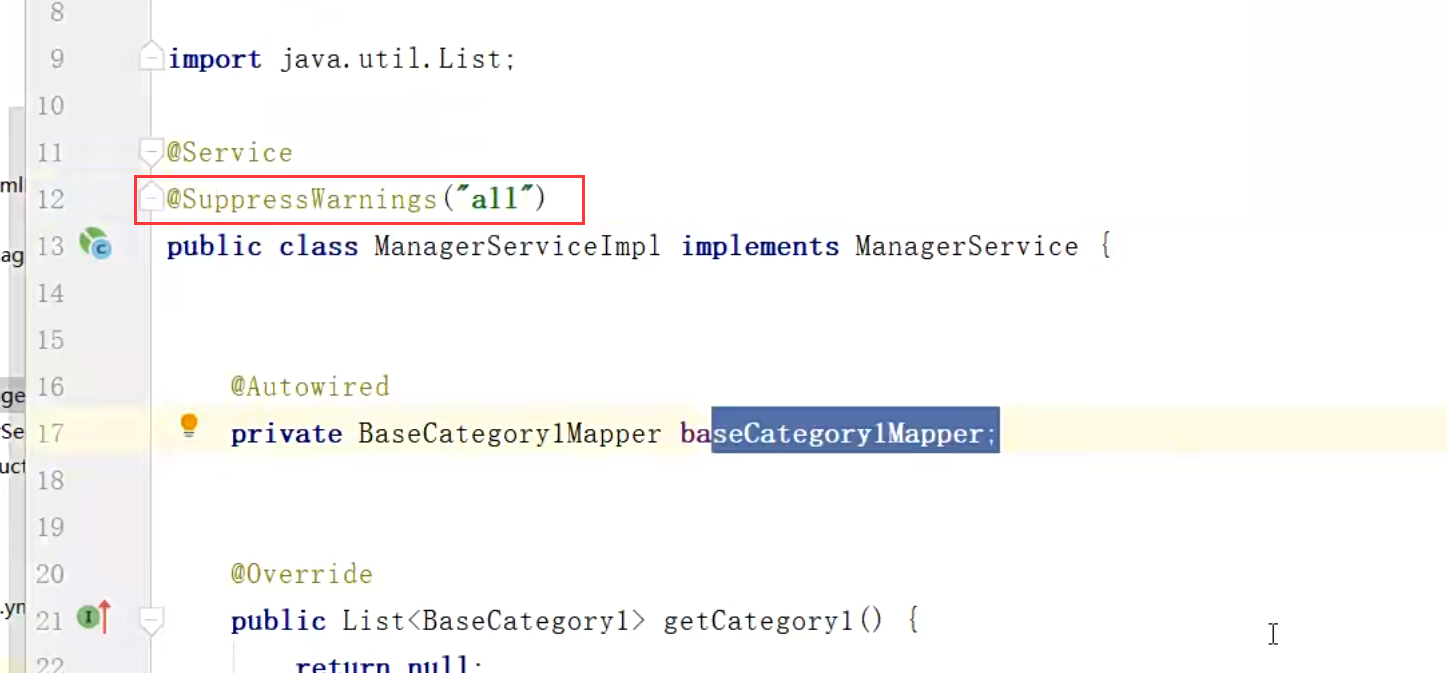 8
9 import java.util.List;
10
11 @Service
ml
12 @SuppressWarnings("all")
ag
13 public class ManagerServiceImpl implements ManagerService {
14
15
16 @Autowired
ge
17 private BaseCategory1Mapper baseCategory1Mapper;
Se
uct
18
19
20 @Override
.yn
21 public List<BaseCategory1> getCategory1() {
22 return null;